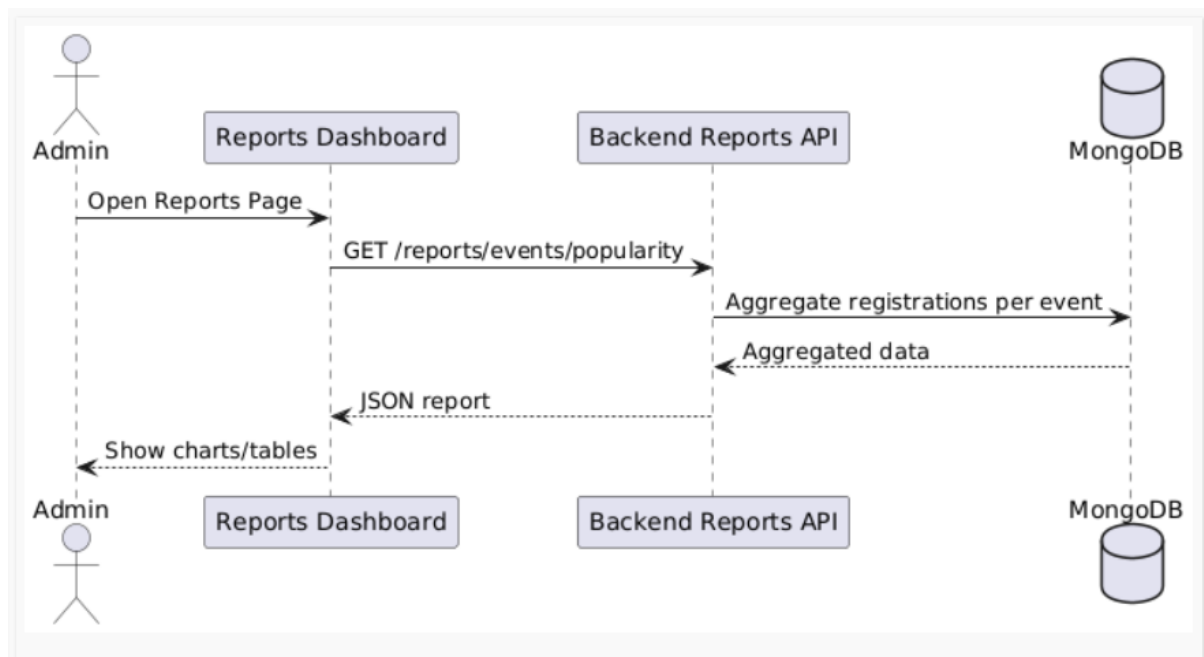 Admin
Reports Dashboard
Backend Reports API
MongoDB
Open Reports Page
GET /reports/events/popularity
Aggregate registrations per event
Aggregated data
JSON report
Show charts/tables
Admin
Reports Dashboard
Backend Reports API
MongoDB